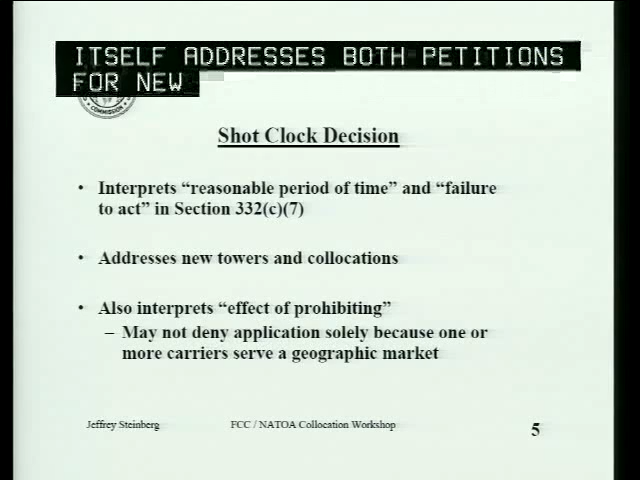 ITSELF ADDRESSES BOTH PETITIONS
FOR NEW
COMMISSION
Shot Clock Decision
• Interprets “reasonable period of time” and “failure
to act” in Section 332(c)(7)
• Addresses new towers and collocations
• Also interprets “effect of prohibiting”
– May not deny application solely because one or
more carriers serve a geographic market
Jeffrey Steinberg FCC / NATOA Collocation Workshop 5